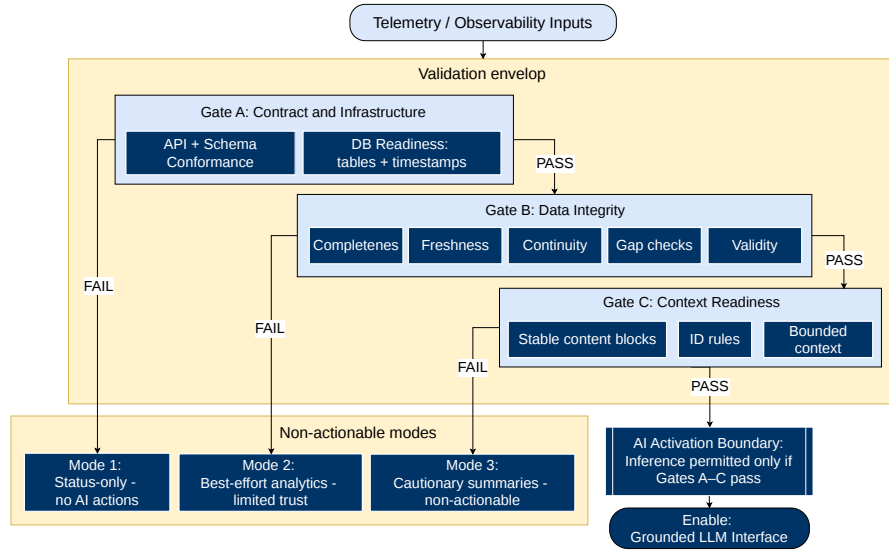 Telemetry / Observability Inputs
Validation envelop
Gate A: Contract and Infrastructure
API + Schema
Conformance
DB Readiness:
tables + timestamps
PASS
Gate B: Data Integrity
Completenes
Freshness
Continuity
Gap checks
Validity
PASS
FAIL
FAIL
Gate C: Context Readiness
Stable content blocks
ID rules
Bounded
context
FAIL
PASS
Non-actionable modes
Mode 1:
Status-only -
no AI actions
Mode 2:
Best-effort analytics -
limited trust
Mode 3:
Cautionary summaries -
non-actionable
AI Activation Boundary:
Inference permitted only if
Gates A–C pass
Enable:
Grounded LLM Interface